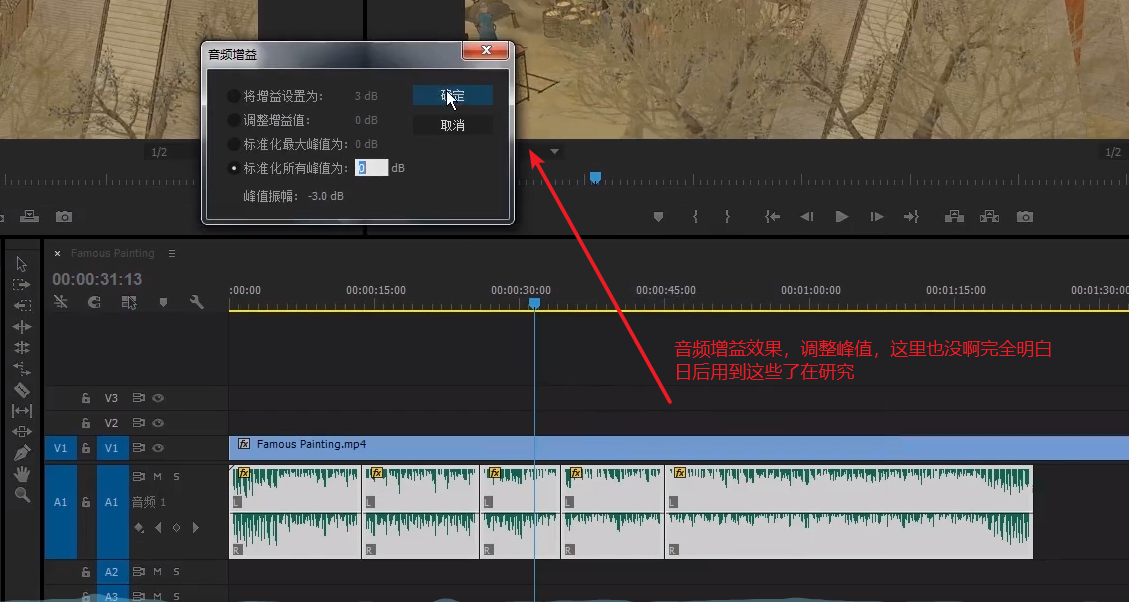 音频增益
将增益设置为: 3 dB
确定
调整增益值: 0 dB
取消
标准化最大峰值为: 0 dB
标准化所有峰值为: 0 dB
峰值振幅: -3.0 dB
1/2
1/2
× Famous Painting
00:00:31:13
:00:00 00:00:15:00 00:00:30:00 00:00:45:00 00:01:00:00 00:01:15:00 00:01:30:00
音频增益效果，调整峰值，这里也没啊完全明白
日后用到这些了在研究
V3
V2
V1 V1 fx Famous Painting.mp4
M S
fx fx fx fx fx
A1 A1 音频 1
L L L L L
R R R R R
A2 M S
A3 M S